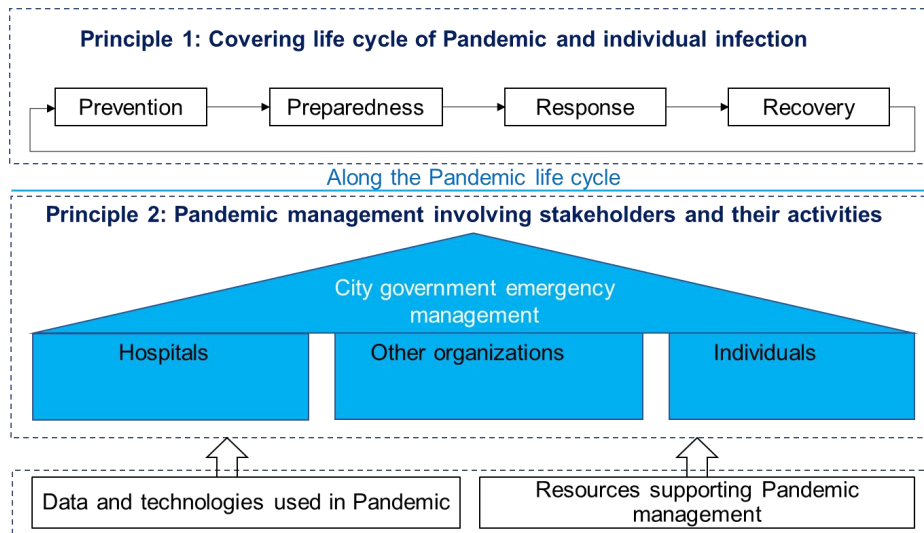 Principle 1: Covering life cycle of Pandemic and individual infection
Prevention
Preparedness
Response
Recovery
Along the Pandemic life cycle
Principle 2: Pandemic management involving stakeholders and their activities
City government emergency
management
Hospitals
Other organizations
Individuals
Data and technologies used in Pandemic
Resources supporting Pandemic
management